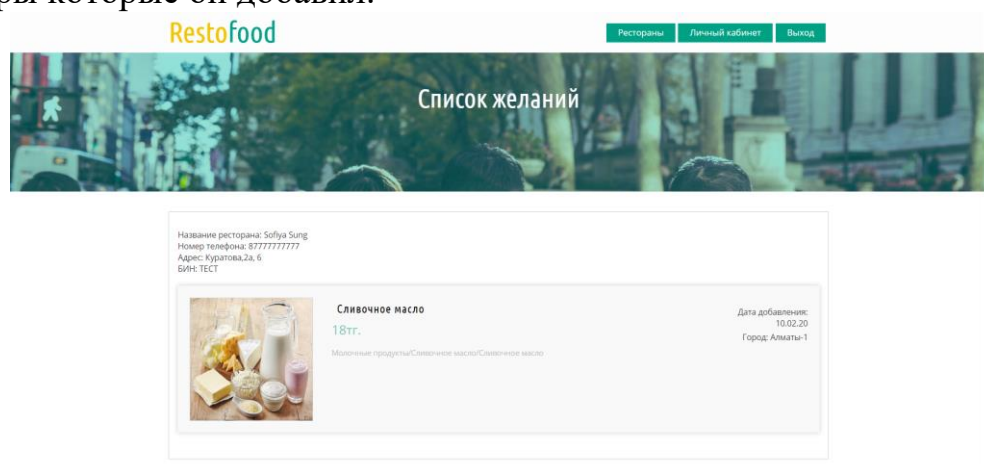 ры которые он добавил.
Restofood
Рестораны Личный кабинет Выход
Список желаний
Название ресторана: Sofiya Sung
Номер телефона: 87777777777
Адрес: Куратова,2а, 6
БИН: ТЕСТ
Сливочное масло
18тг.
Молочные продукты/Сливочное масло/Сливочное масло
Дата добавления:
10.02.20
Город: Алматы-1